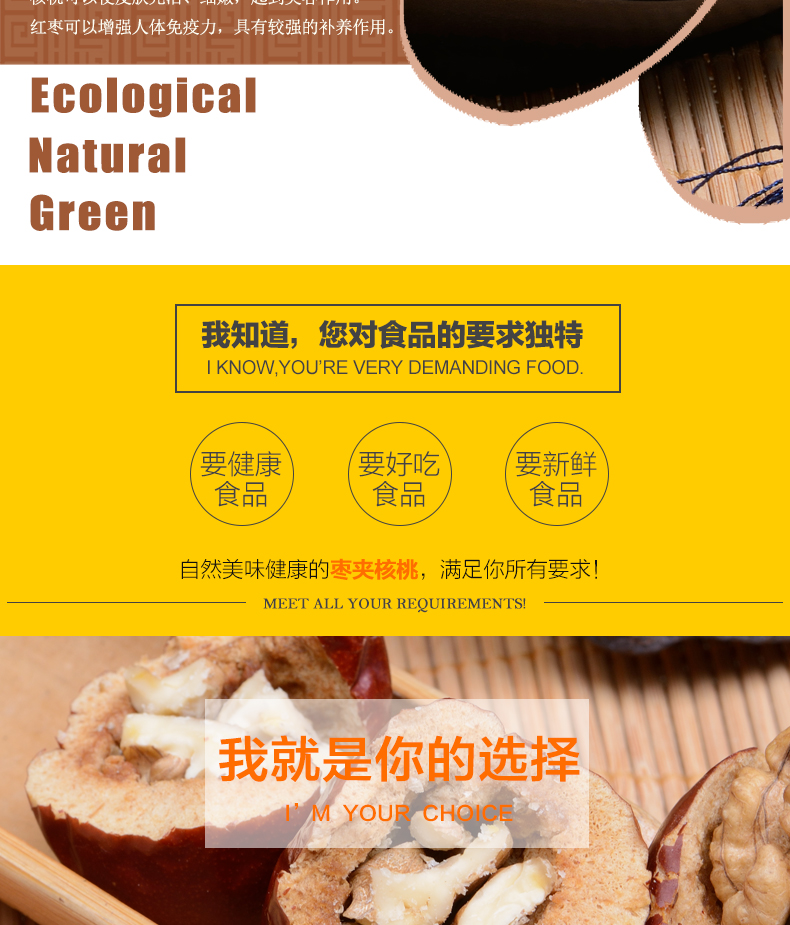 红枣可以增强人体免疫力，具有较强的补养作用。
Ecological
Natural
Green
我知道，您对食品的要求独特
I KNOW,YOU'RE VERY DEMANDING FOOD.
要健康
食品
要好吃
食品
要新鲜
食品
自然美味健康的枣夹核桃，满足你所有要求！
MEET ALL YOUR REQUIREMENTS!
我就是你的选择
I'M YOUR CHOICE